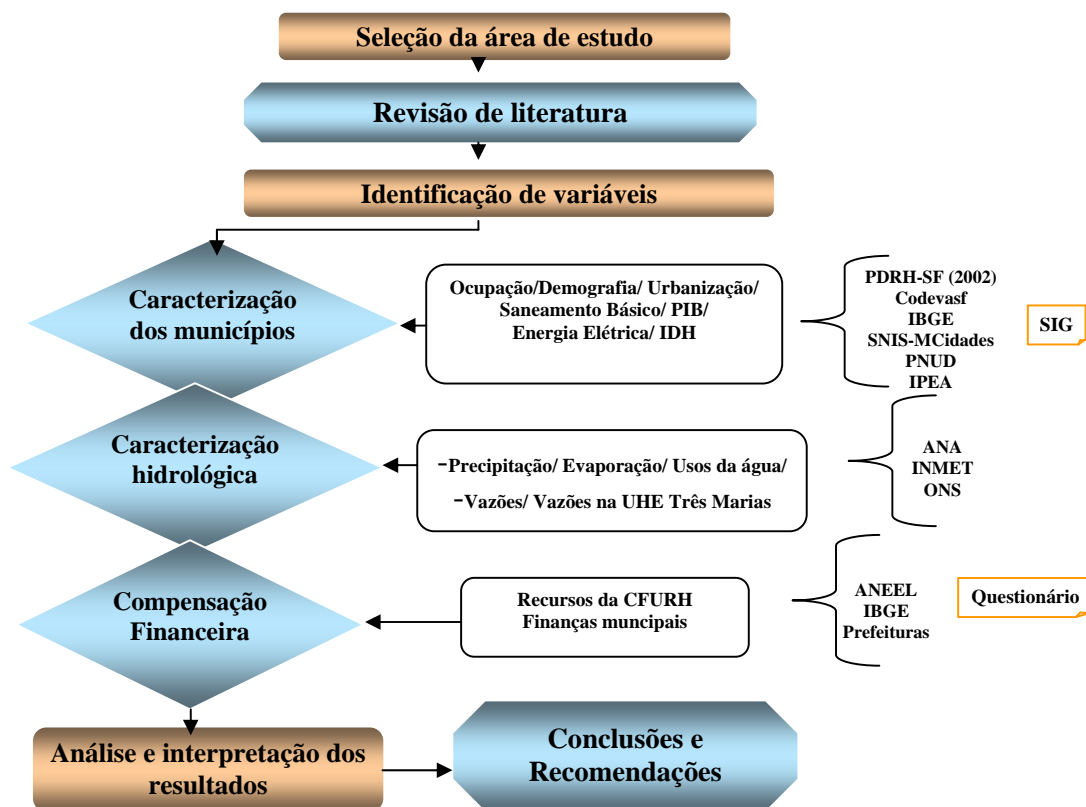 Seleção da área de estudo
Revisão de literatura
Identificação de variáveis
Caracterização
dos municípios
Ocupação/Demografia/ Urbanização/
Saneamento Básico/ PIB/
Energia Elétrica/ IDH
PDRH-SF (2002)
Codevasf
IBGE
SNIS-MCidades
PNUD
IPEA
SIG
Caracterização
hidrológica
-Precipitação/ Evaporação/ Usos da água/
-Vazões/ Vazões na UHE Três Marias
ANA
INMET
ONS
Compensação
Financeira
Recursos da CFURH
Finanças muncipais
ANEEL
IBGE
Prefeituras
Questionário
Análise e interpretação dos
resultados
Conclusões e
Recomendações